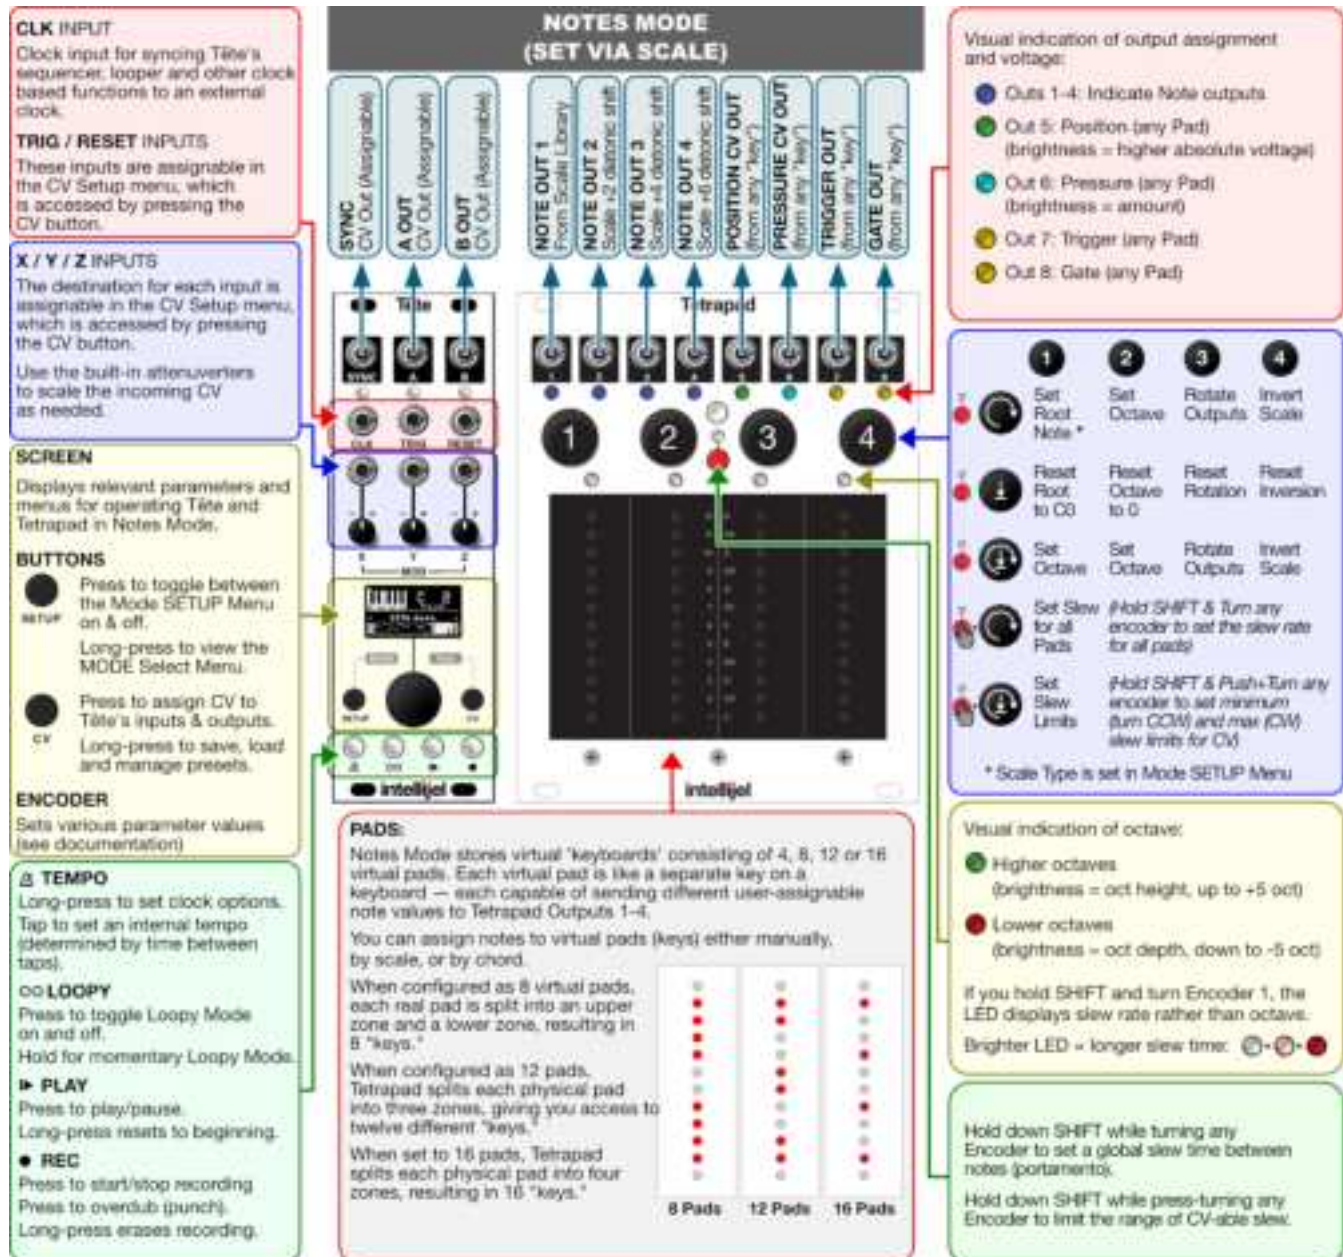 NOTES MODE
(SET VIA SCALE)
CLK INPUT
Clock input for syncing Tête's
sequencer, looper and other clock
based functions to an external
clock.
TRIG / RESET INPUTS
These inputs are assignable in
the CV Setup menu, which
is accessed by pressing the
CV button.
X / Y / Z INPUTS
The destination for each input is
assignable in the CV Setup menu,
which is accessed by pressing
the CV button.
Use the built-in attenuverters
to scale the incoming CV
as needed.
SCREEN
Displays relevant parameters and
menus for operating Tête and
Tetrapad in Notes Mode.
BUTTONS
SETUP
Press to toggle between
the Mode SETUP Menu
on & off.
Long-press to view the
MODE Select Menu.
CV
Press to assign CV to
Tête's inputs & outputs.
Long-press to save, load
and manage presets.
ENCODER
Sets various parameter values
(see documentation)
TEMPO
Long-press to set clock options.
Tap to set an internal tempo
(determined by time between
taps).
LOOPY
Press to toggle Loopy Mode
on and off.
Hold for momentary Loopy Mode.
PLAY
Press to play/pause.
Long-press resets to beginning.
REC
Press to start/stop recording
Press to overdub (punch).
Long-press erases recording.
SYNC
CV Out (Assignable)
A OUT
CV Out (Assignable)
B OUT
CV Out (Assignable)
NOTE OUT 1
From Scale Library
NOTE OUT 2
Scale +2 diatonic shift
NOTE OUT 3
Scale +4 diatonic shift
NOTE OUT 4
Scale +6 diatonic shift
POSITION CV OUT
(from any "key")
PRESSURE CV OUT
(from any "key")
TRIGGER OUT
(from any "key")
GATE OUT
(from any "key")
Tête
SYNC A B
CLK TRIG RESET
X Y Z
MOD
SETUP CV
intellijel
Tetrapad
1 2 3 4 5 6 7 8
1 2 3 4
intellijel
PADS:
Notes Mode stores virtual 'keyboards' consisting of 4, 8, 12 or 16
virtual pads. Each virtual pad is like a separate key on a
keyboard — each capable of sending different user-assignable
note values to Tetrapad Outputs 1-4.
You can assign notes to virtual pads (keys) either manually,
by scale, or by chord.
When configured as 8 virtual pads,
each real pad is split into an upper
zone and a lower zone, resulting in
8 "keys."
When configured as 12 pads,
Tetrapad splits each physical pad
into three zones, giving you access to
twelve different "keys."
When set to 16 pads, Tetrapad
splits each physical pad into four
zones, resulting in 16 "keys."
8 Pads 12 Pads 16 Pads
Visual indication of output assignment
and voltage:
Outs 1-4: Indicate Note outputs
Out 5: Position (any Pad)
(brightness = higher absolute voltage)
Out 6: Pressure (any Pad)
(brightness = amount)
Out 7: Trigger (any Pad)
Out 8: Gate (any Pad)
1 2 3 4
Set Root Note * Set Octave Rotate Outputs Invert Scale
Reset Root to C0 Reset Octave to 0 Reset Rotation Reset Inversion
Set Octave Set Octave Rotate Outputs Invert Scale
Set Slew for all Pads (Hold SHIFT & Turn any encoder to set the slew rate for all pads)
Set Slew Limits (Hold SHIFT & Push+Turn any encoder to set minimum (turn CCW) and max (CW) slew limits for CV)
* Scale Type is set in Mode SETUP Menu
Visual indication of octave:
Higher octaves
(brightness = oct height, up to +5 oct)
Lower octaves
(brightness = oct depth, down to -5 oct)
If you hold SHIFT and turn Encoder 1, the
LED displays slew rate rather than octave.
Brighter LED = longer slew time:
Hold down SHIFT while turning any
Encoder to set a global slew time between
notes (portamento).
Hold down SHIFT while press-turning any
Encoder to limit the range of CV-able slew.